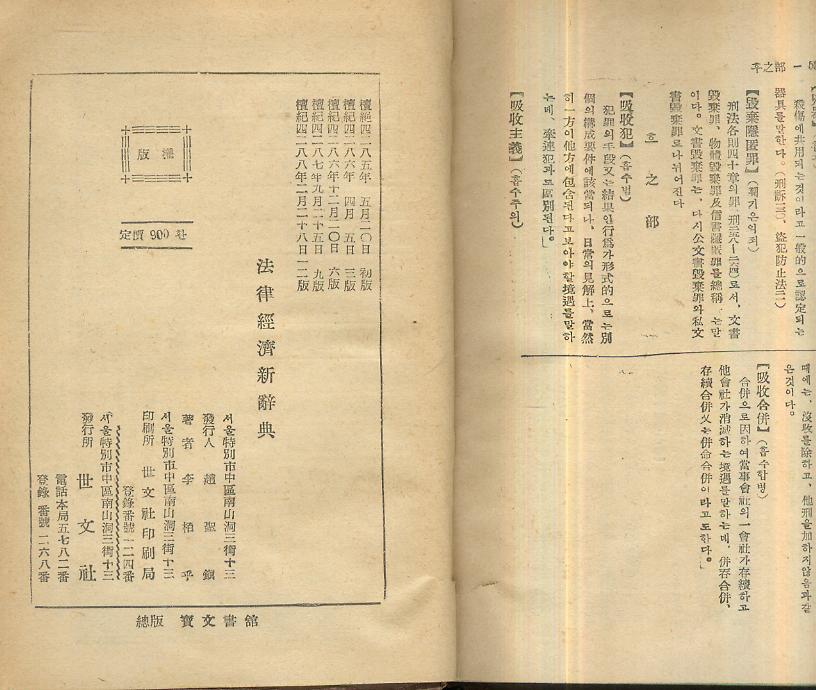 우之部 一
殺傷에 共用되는 것이라고 一般的으로 認定되는
器具를 말한다。(刑訴 盜犯防止法二)
【毁棄隱匿罪】(훼기은익죄)
刑法各則四十章의 罪 로서、文書
毁棄罪、物體毁棄罪及信書隱匿罪를 總稱 는 말
이다。文書毁棄罪는、다시 公文書毁棄罪와 私文
書毁棄罪로 나뉘어진다
흐之部
【吸收犯】(흡수범)
犯罪의 手段又는 結果인 行爲가 形式的으로는 別
個의 構成要件에 該當되나、日常의 見解上、當然
히 一方이 他方에 包含된다고 보아야 할 境遇를 말하
는데、牽連犯과도 區別된다。
【吸收主義】(흡수주의)
때에는、沒收를 除하고、他刑을 加하지 않음과 같
은 것이다。
【吸收合併】(흡수합병)
合併으로 因하여 當事會社의 一會社가 存續하고
他會社가 消滅하는 境遇를 말하는데、併吞合併、
存續合併又는 併命合併이라고도 한다。
檀紀四二八五年 五月二〇日 初版
檀紀四二八六年 四月 五日 三版
檀紀四二八六年十二月二〇日 六版
檀紀四二八七年九月二十五日 九版
檀紀四二八八年二月二十八日 一二版
版權
定價 900 환
法律經濟新辭典
서울特別市中區南山洞三街十三
發行人 趙聖鎭
著者 李栢乎
서울特別市中區南山洞三街十三
印刷所 世文社印刷局
登錄番號一二四番
서울特別市中區南山洞三街十三
發行所 世文社
電話本局五七八二番
登錄番號 一二六八番
總版 寶文書舘